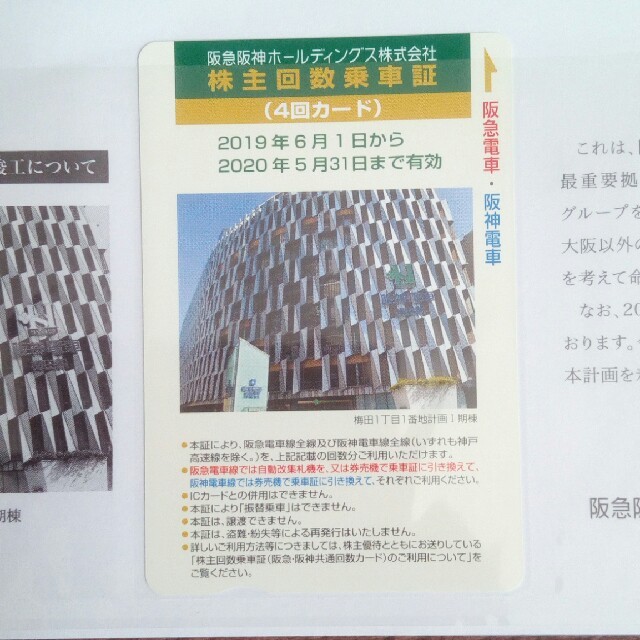 阪急阪神ホールディングス株式会社
株主回数乗車証
(4回カード)
2019年6月1日から
2020年5月31日まで有効
阪急電車・阪神電車
梅田1丁目1番地計画1期棟
●本証により、阪急電車線全線及び阪神電車線全線(いずれも神戸
高速線を除く。)を、上記記載の回数分ご利用いただけます。
●阪急電車線では自動改札機を、又は券売機で乗車証に引き換えて、
阪神電車線では券売機で乗車証に引き換えて、それぞれご利用ください。
●ICカードとの併用はできません。
●本証により「振替乗車」はできません。
●本証は、譲渡できません。
●本証は、盗難・紛失等による再発行はいたしません。
●詳しいご利用方法等につきましては、株主優待とともにお送りしている
「株主回数乗車証(阪急・阪神共通回数カード)のご利用について」を
ご覧ください。
竣工について
期棟
これは、
最重要拠
グループを
大阪以外の
を考えて命
なお、20
おります。
本計画を
阪急